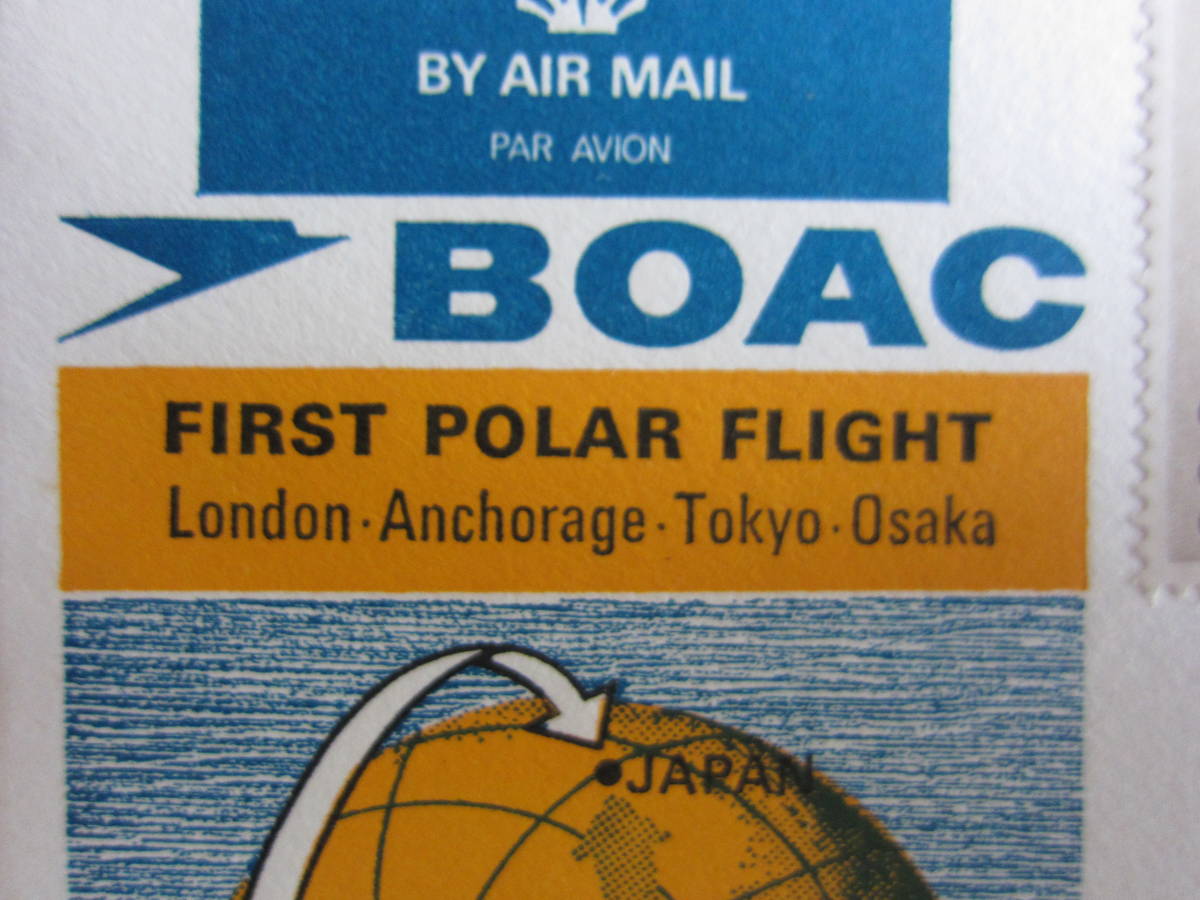 BY AIR MAIL
PAR AVION
BOAC
FIRST POLAR FLIGHT
London · Anchorage · Tokyo · Osaka
JAPAN